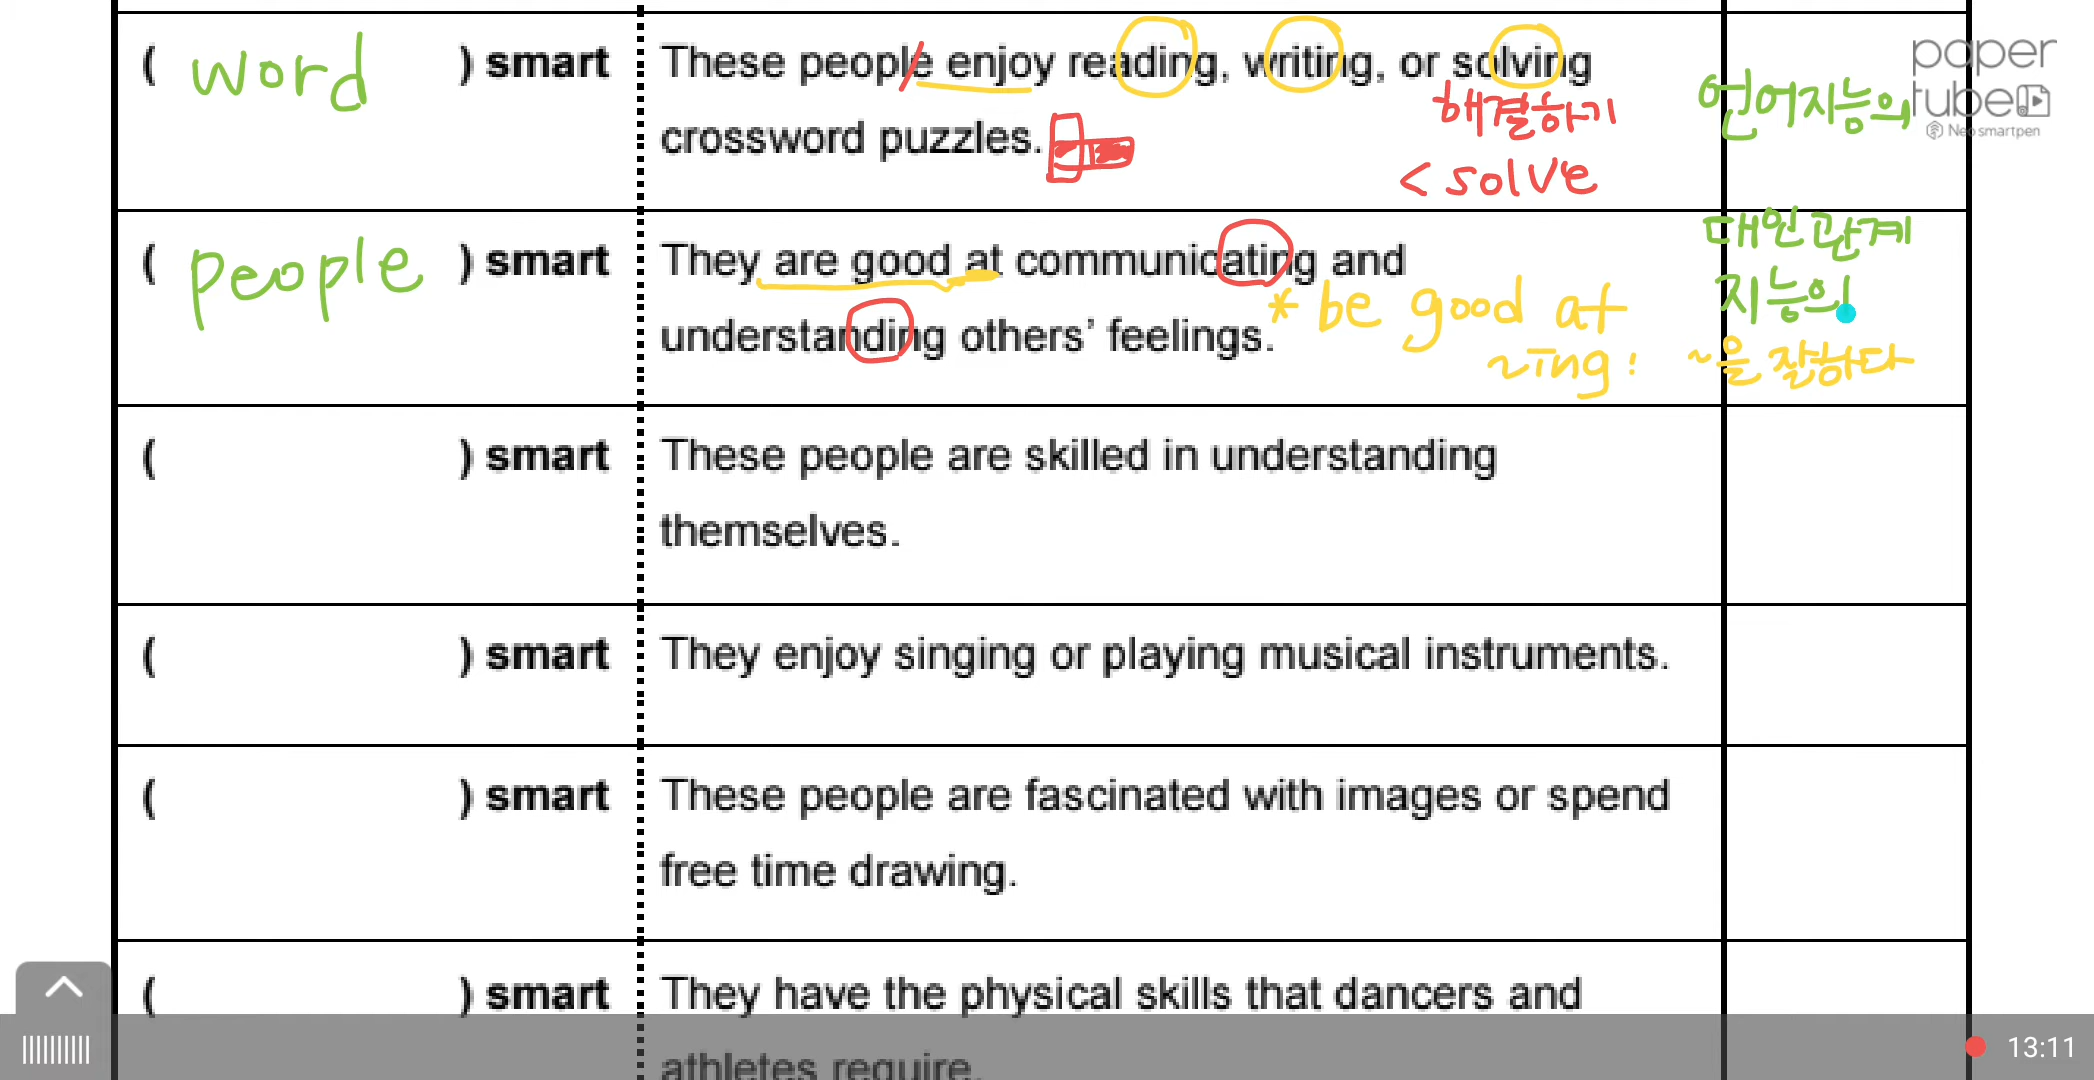 ( word ) smart
These people enjoy reading, writing, or solving
crossword puzzles.
해결하기
< solve
언어지능의
paper
tube
Neo smartpen
( people ) smart
They are good at communicating and
understanding others’ feelings.
* be good at
~ing : ~을 잘하다
대인관계
지능의
( ) smart
These people are skilled in understanding
themselves.
( ) smart
They enjoy singing or playing musical instruments.
( ) smart
These people are fascinated with images or spend
free time drawing.
( ) smart
They have the physical skills that dancers and
athletes require.
13:11